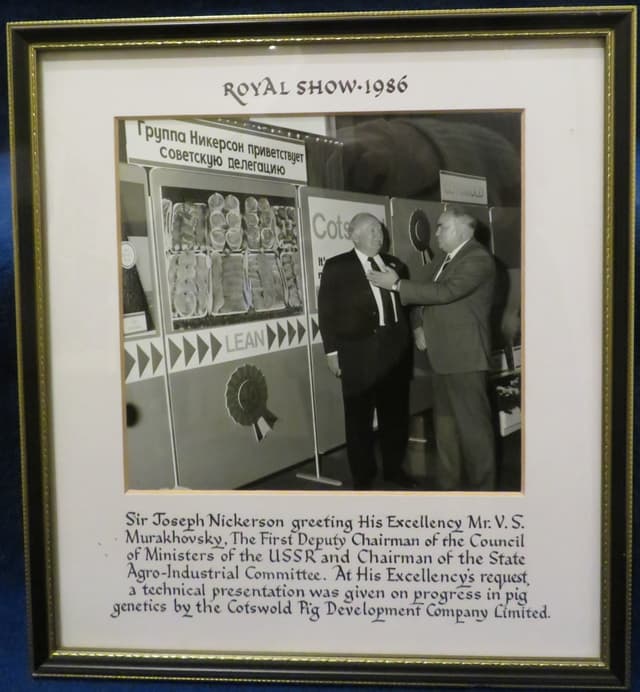 ROYAL SHOW·1986
Группа Никерсон приветствует
Советскую делегацию
Cots
LEAN
Sir Joseph Nickerson greeting His Excellency Mr. V. S.
Murakhovsky, The First Deputy Chairman of the Council
of Ministers of the USSR and Chairman of the State
Agro-Industrial Committee. At His Excellency's request,
a technical presentation was given on progress in pig
genetics by the Cotswold Pig Development Company Limited.